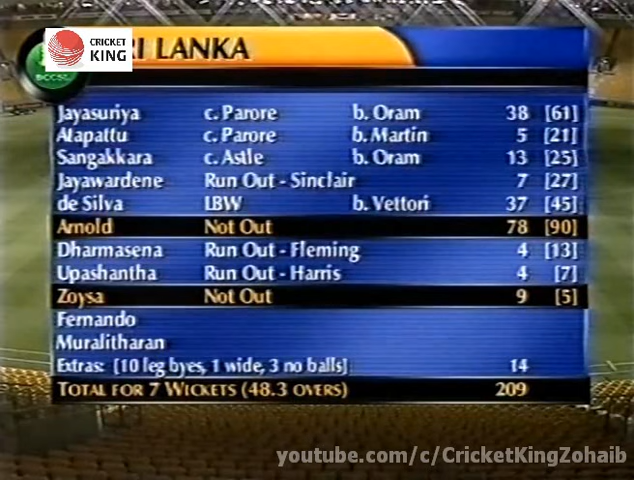 CRICKET
KING
RI LANKA
BCCSL
Jayasuriya c. Parore b. Oram 38 [61]
Atapattu c. Parore b. Martin 5 [21]
Sangakkara c. Astle b. Oram 13 [25]
Jayawardene Run Out - Sinclair 7 [27]
de Silva LBW b. Vettori 37 [45]
Arnold Not Out 78 [90]
Dharmasena Run Out - Fleming 4 [13]
Upashantha Run Out - Harris 4 [7]
Zoysa Not Out 9 [5]
Fernando
Muralitharan
Extras: [10 leg byes, 1 wide, 3 no balls] 14
TOTAL FOR 7 WICKETS (48.3 OVERS) 209
youtube.com/c/CricketKingZohaib